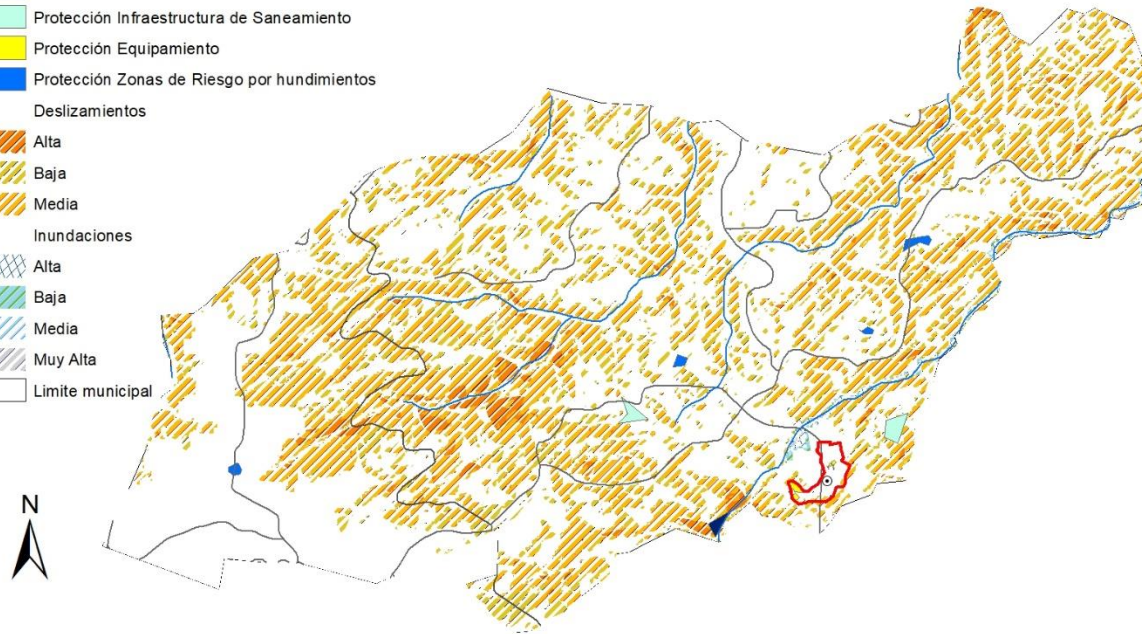 Protección Infraestructura de Saneamiento
Protección Equipamiento
Protección Zonas de Riesgo por hundimientos
Deslizamientos
Alta
Baja
Media
Inundaciones
Alta
Baja
Media
Muy Alta
Limite municipal
N